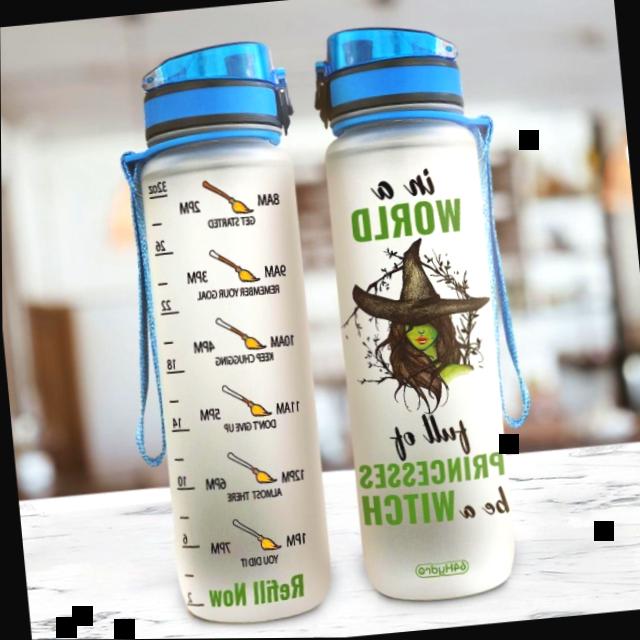 32oz
8AM 2PM
GET STARTED
26
9AM 3PM
REMEMBER YOUR GOAL
22
10AM 4PM
KEEP CHUGGING
18
11AM 5PM
DON'T GIVE UP
14
12PM 6PM
ALMOST THERE
10
1PM 7PM
YOU DID IT
6
Refill Now
2
in a
WORLD
full of
PRINCESSES
be a WITCH
64Hydro